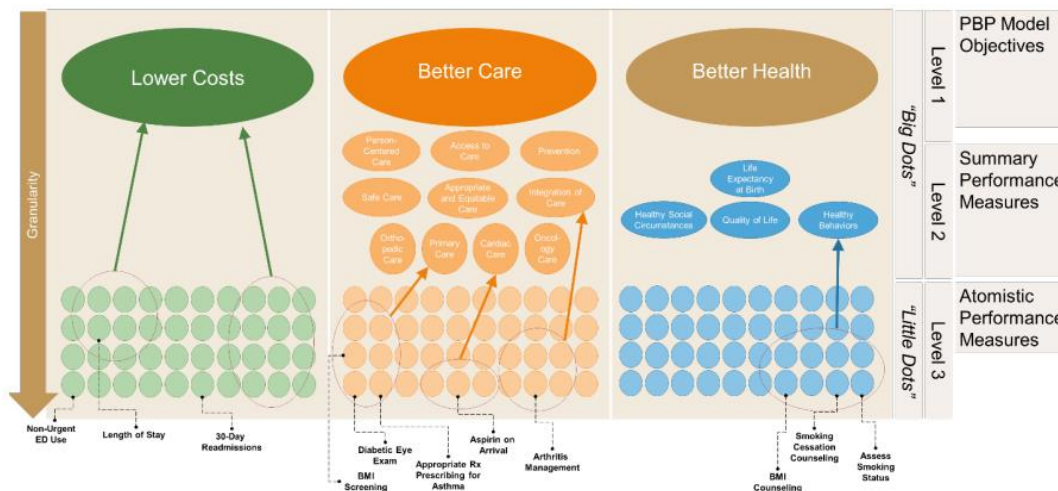 Granularity
Lower Costs
Better Care
Better Health
Person-
Centered
Care
Access to
Care
Prevention
Safe Care
Appropriate
and Equitable
Care
Integration of
Care
Ortho-
pedic
Care
Primary
Care
Cardiac
Care
Oncol-
ogy
Care
Life
Expectancy
at Birth
Healthy Social
Circumstances
Quality of Life
Healthy
Behaviors
"Big Dots"
"Little Dots"
Level 1
Level 2
Level 3
PBP Model
Objectives
Summary
Performance
Measures
Atomistic
Performance
Measures
Non-Urgent
ED Use
Length of Stay
30-Day
Readmissions
BMI
Screening
Diabetic Eye
Exam
Appropriate Rx
Prescribing for
Asthma
Aspirin on
Arrival
Arthritis
Management
BMI
Counseling
Smoking
Cessation
Counseling
Assess
Smoking
Status